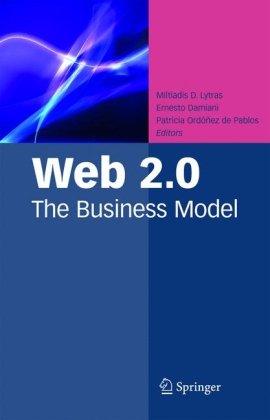 Miltiadis D. Lytras
Ernesto Damiani
Patricia Ordóñez de Pablos
Editors
Web 2.0
The Business Model
Springer